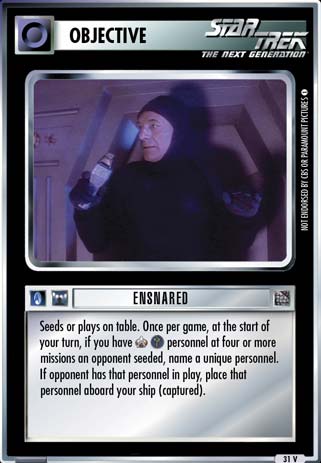 OBJECTIVE
STAR TREK
THE NEXT GENERATION®
NOT ENDORSED BY CBS OR PARAMOUNT PICTURES
ENSNARED
Seeds or plays on table. Once per game, at the start of
your turn, if you have personnel at four or more
missions an opponent seeded, name a unique personnel.
If opponent has that personnel in play, place that
personnel aboard your ship (captured).
31 V